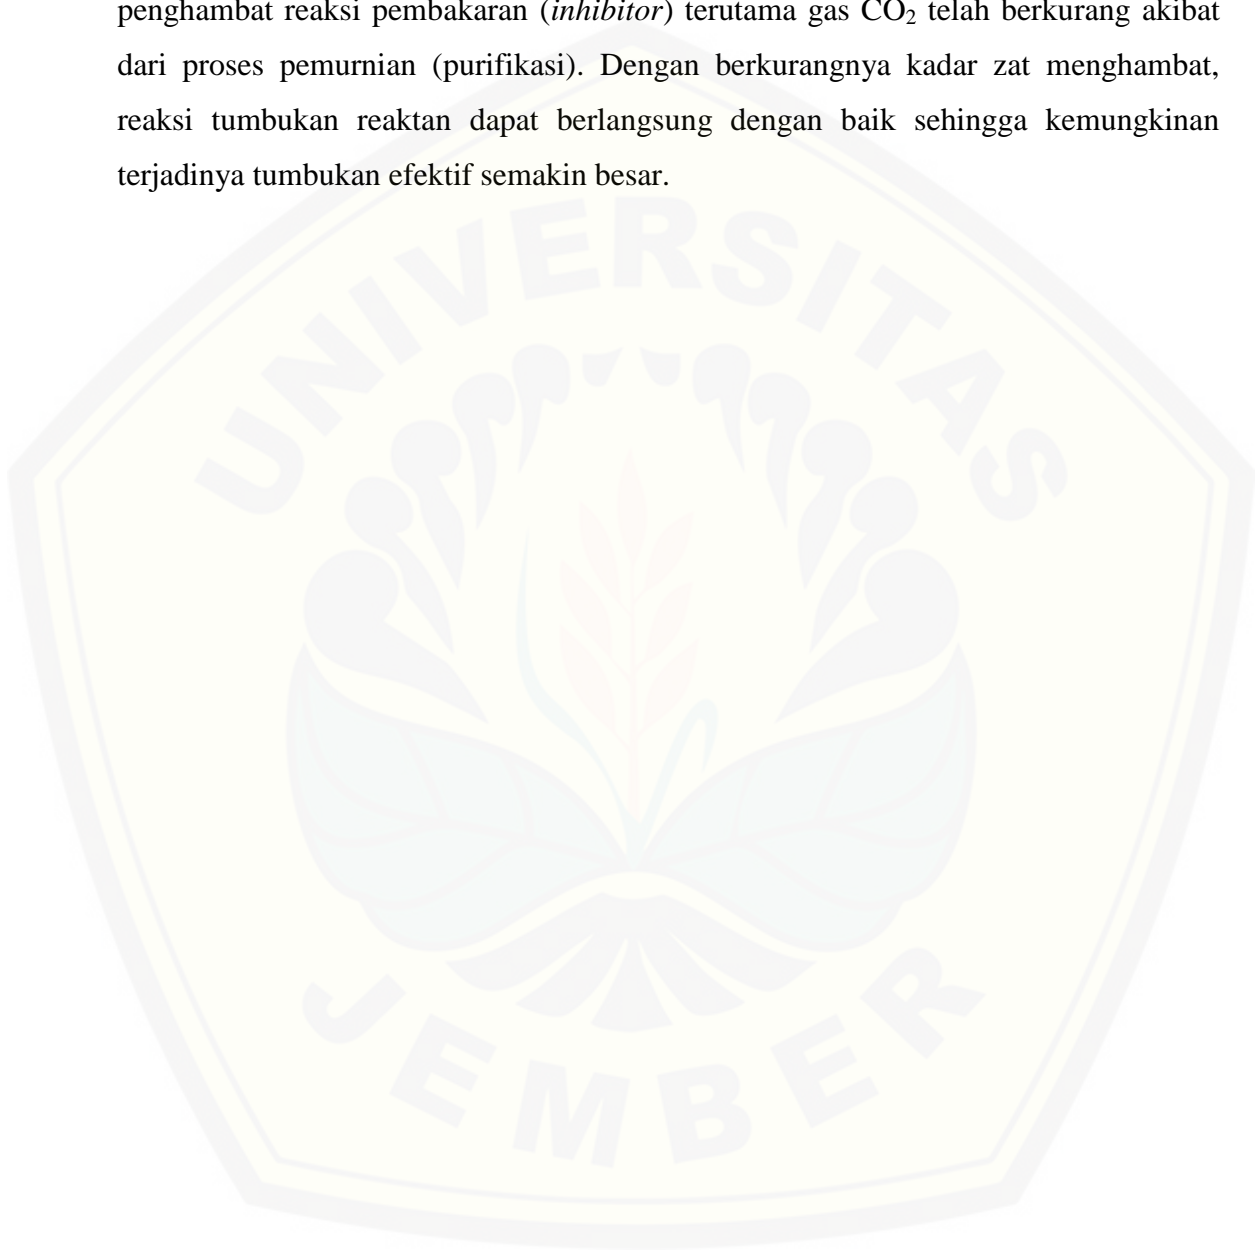 penghambat reaksi pembakaran (inhibitor) terutama gas CO₂ telah berkurang akibat
dari proses pemurnian (purifikasi). Dengan berkurangnya kadar zat menghambat,
reaksi tumbukan reaktan dapat berlangsung dengan baik sehingga kemungkinan
terjadinya tumbukan efektif semakin besar.
UNIVERSITAS
JEMBER